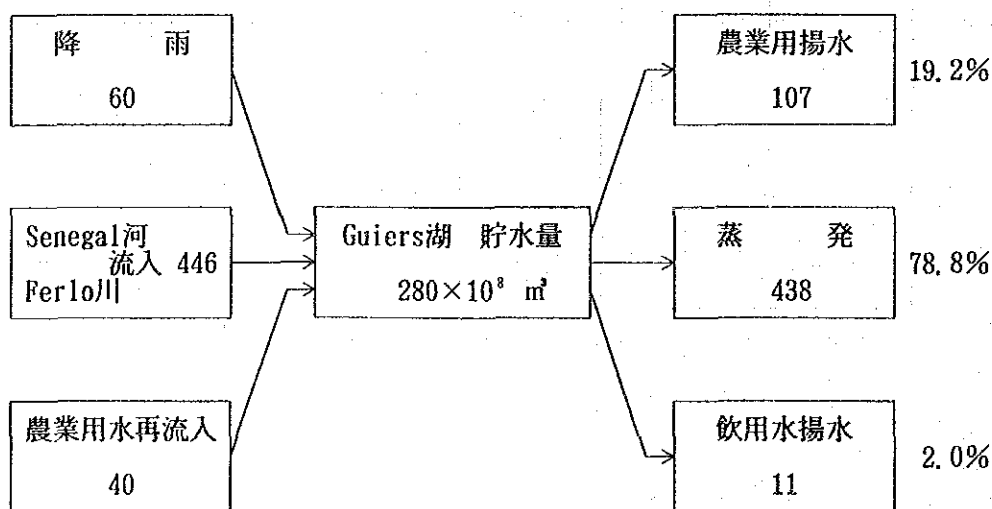 降 雨
60
Senegal河
流入 446
Ferlo川
農業用水再流入
40
Guiers湖 貯水量
280×10⁸ ㎥
農業用揚水
107
19.2%
蒸 発
438
78.8%
飲用水揚水
11
2.0%